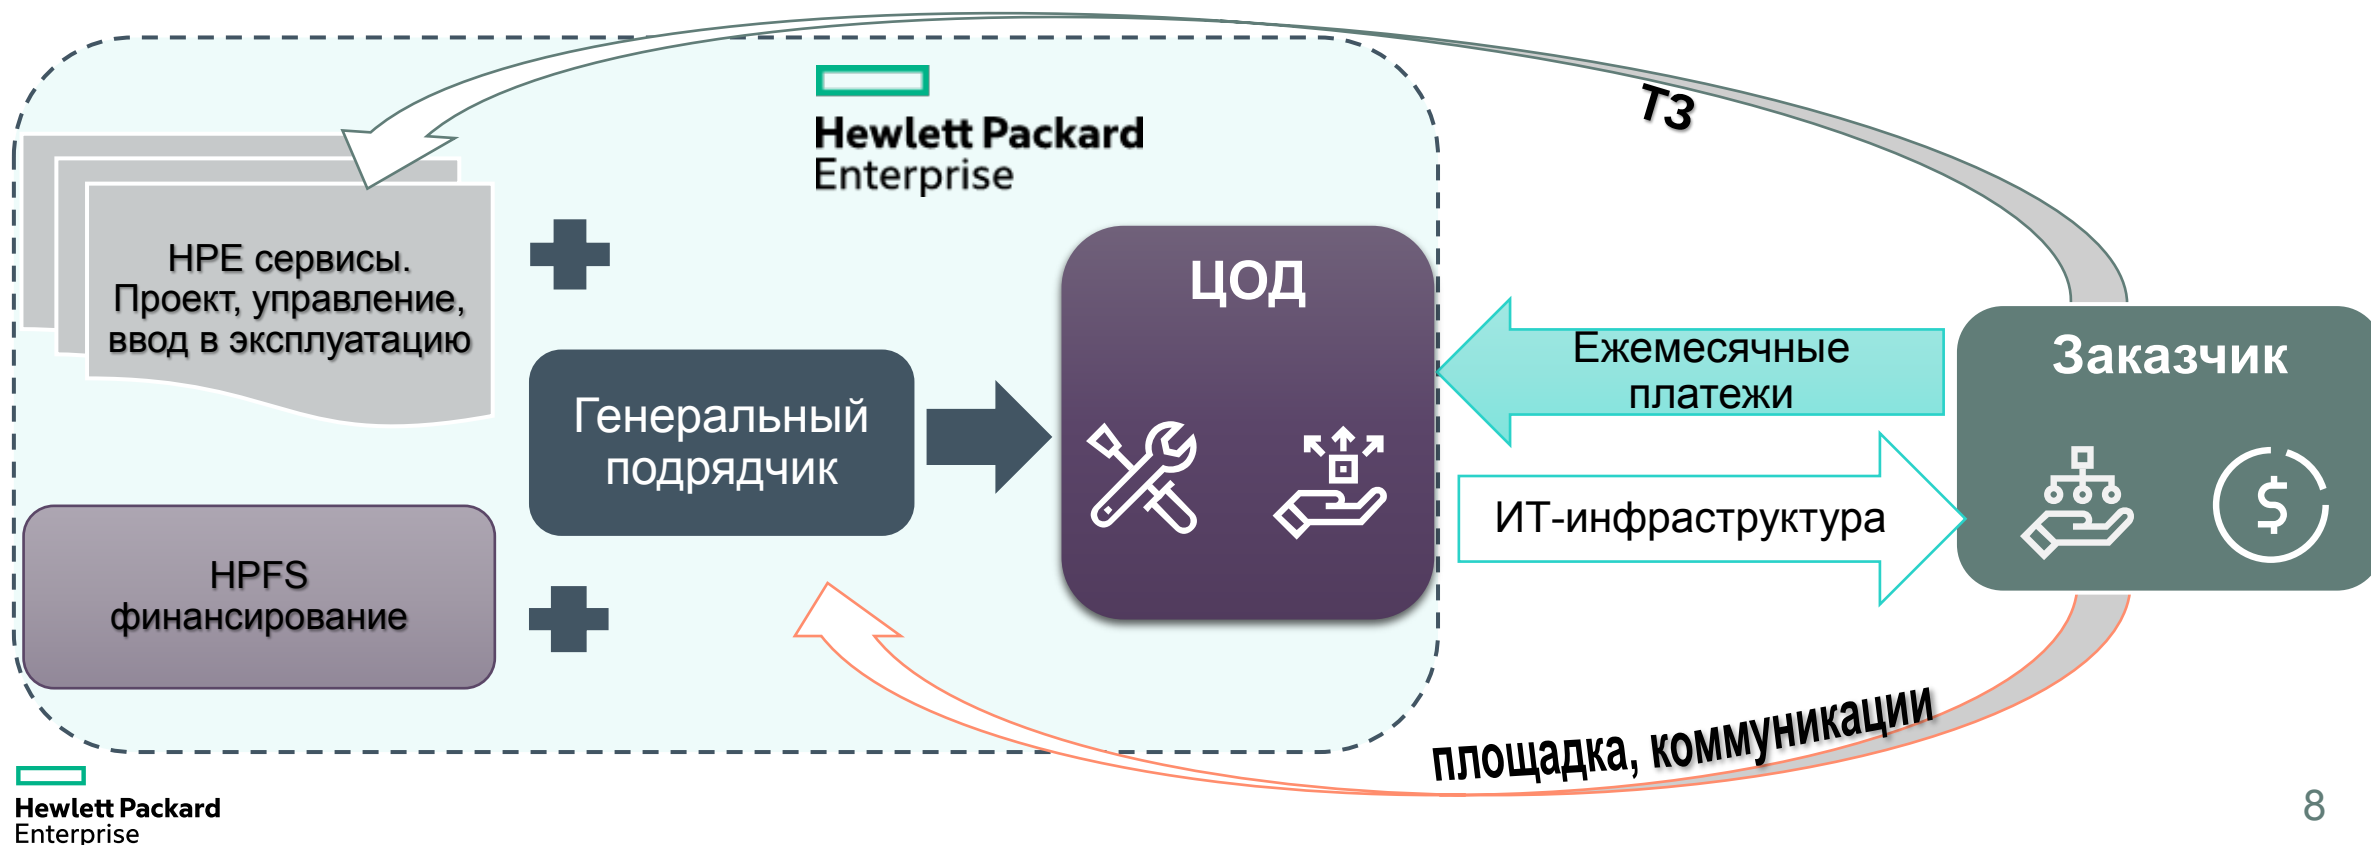 Hewlett Packard
Enterprise
ТЗ
HPE сервисы.
Проект, управление,
ввод в эксплуатацию
ЦОД
Ежемесячные
платежи
Заказчик
Генеральный
подрядчик
ИТ-инфраструктура
HPFS
финансирование
площадка, коммуникации
Hewlett Packard
Enterprise
8